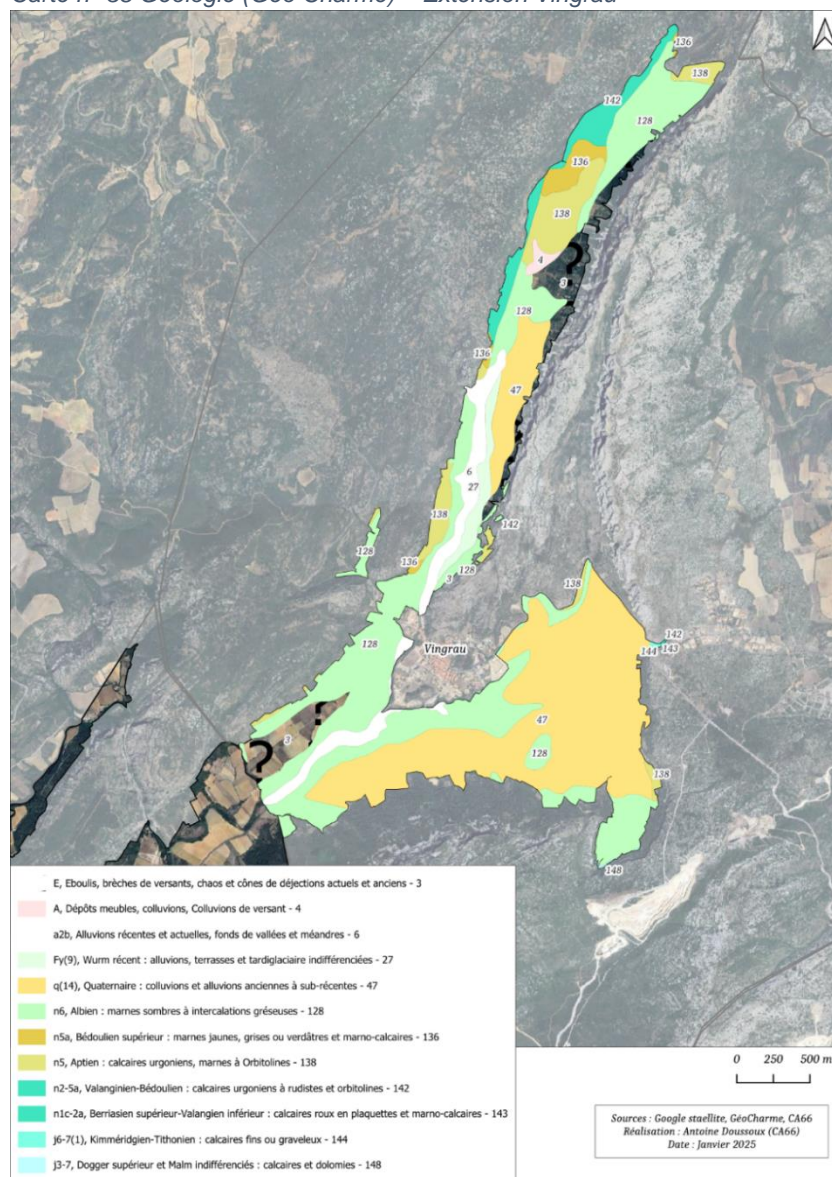 136
138
142
128
136
138
4
?
3
128
136
47
6
27
138
142
128
136
3
128
138
128
Vingrau
142
144
143
47
3
?
128
138
148
E, Eboulis, brèches de versants, chaos et cônes de déjections actuels et anciens - 3
A, Dépôts meubles, colluvions, Colluvions de versant - 4
a2b, Alluvions récentes et actuelles, fonds de vallées et méandres - 6
Fy(9), Wurm récent : alluvions, terrasses et tardiglaciaire indifférenciées - 27
q(14), Quaternaire : colluvions et alluvions anciennes à sub-récentes - 47
n6, Albien : marnes sombres à intercalations gréseuses - 128
n5a, Bédoulien supérieur : marnes jaunes, grises ou verdâtres et marno-calcaires - 136
n5, Aptien : calcaires urgoniens, marnes à Orbitolines - 138
n2-5a, Valanginien-Bédoulien : calcaires urgoniens à rudistes et orbitolines - 142
n1c-2a, Berriasien supérieur-Valangien inférieur : calcaires roux en plaquettes et marno-calcaires - 143
j6-7(1), Kimméridgien-Tithonien : calcaires fins ou graveleux - 144
j3-7, Dogger supérieur et Malm indifférenciés : calcaires et dolomies - 148
0 250 500 m
Sources : Google staellite, GéoCharme, CA66
Réalisation : Antoine Doussoux (CA66)
Date : Janvier 2025